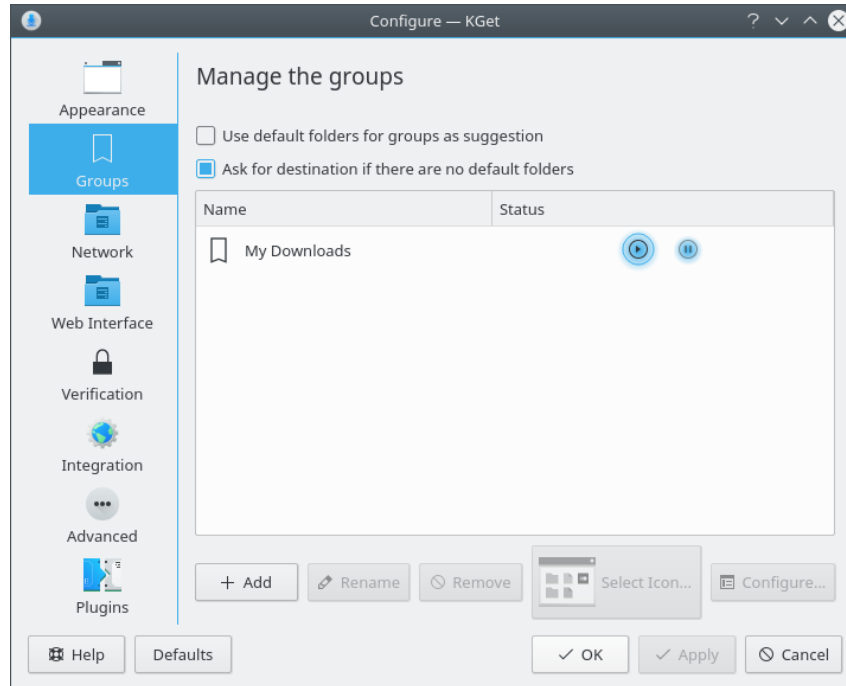 Configure — KGet
Manage the groups
Appearance
Use default folders for groups as suggestion
Groups
Ask for destination if there are no default folders
Name Status
My Downloads
Network
Web Interface
Verification
Integration
Advanced
Plugins
Add Rename Remove Select Icon... Configure...
Help Defaults OK Apply Cancel